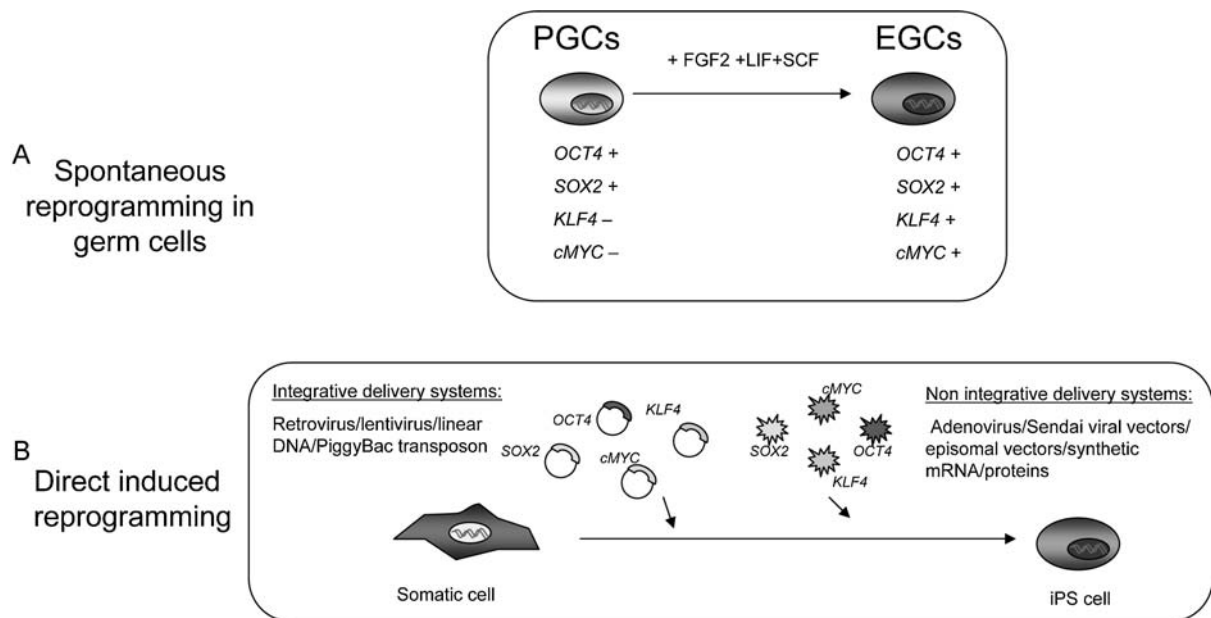 PGCs
EGCs
+ FGF2 +LIF+SCF
A
Spontaneous
reprogramming in
germ cells
OCT4 +
SOX2 +
KLF4 –
cMYC –
OCT4 +
SOX2 +
KLF4 +
cMYC +
B
Direct induced
reprogramming
Integrative delivery systems:
Retrovirus/lentivirus/linear
DNA/PiggyBac transposon
OCT4
KLF4
SOX2
cMYC
cMYC
SOX2
OCT4
KLF4
Non integrative delivery systems:
Adenovirus/Sendai viral vectors/
episomal vectors/synthetic
mRNA/proteins
Somatic cell
iPS cell